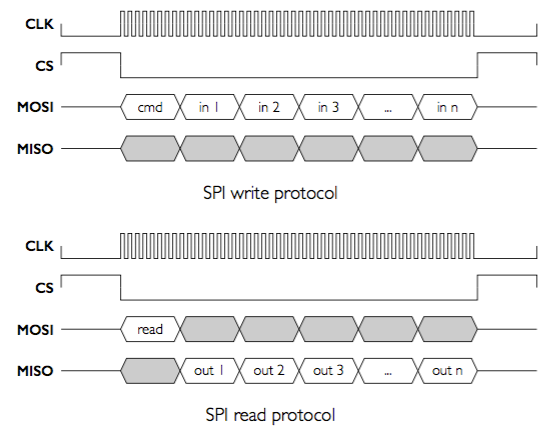 CLK
CS
MOSI cmd in 1 in 2 in 3 ... in n
MISO
SPI write protocol
CLK
CS
MOSI read
MISO out 1 out 2 out 3 ... out n
SPI read protocol